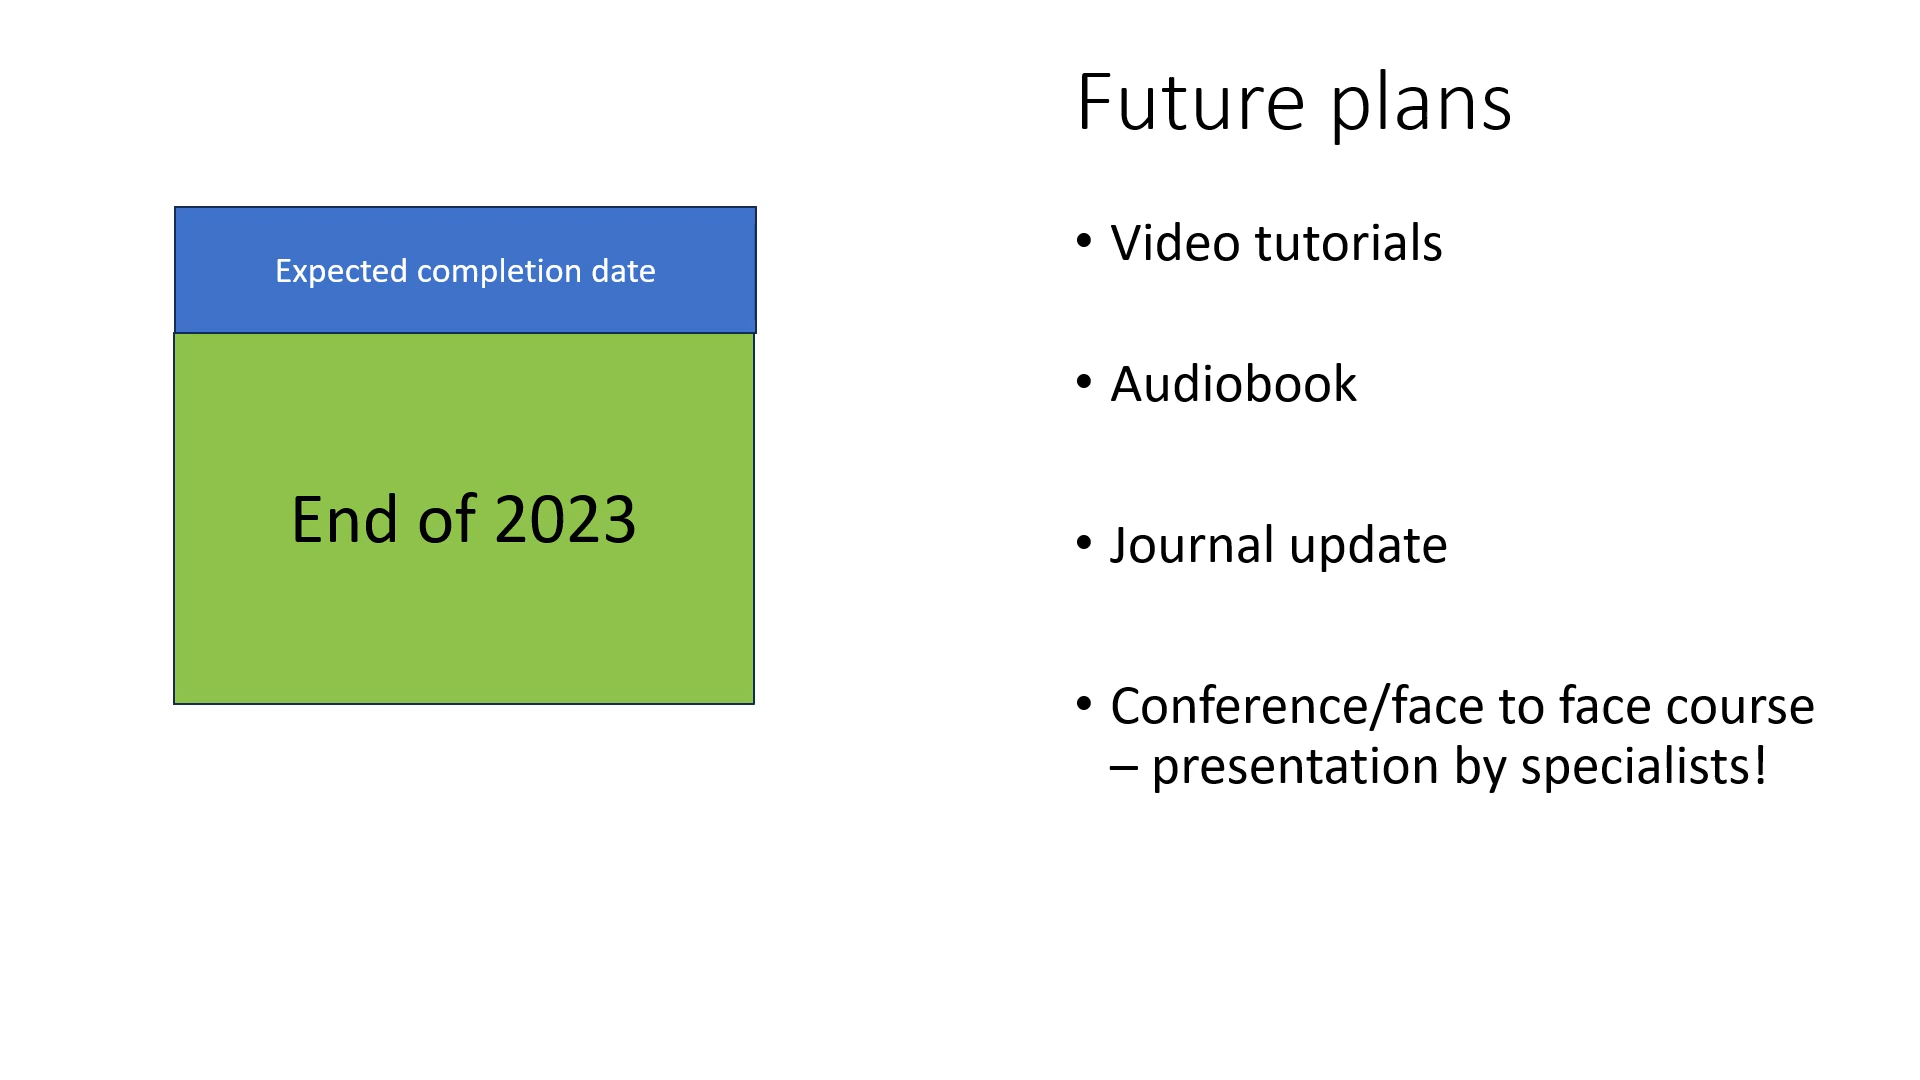 Expected completion date
End of 2023
Future plans
• Video tutorials
• Audiobook
• Journal update
• Conference/face to face course
– presentation by specialists!